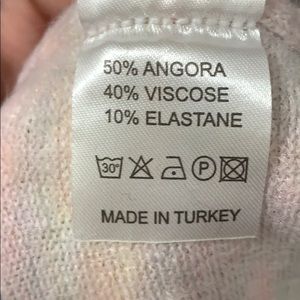 50% ANGORA
40% VISCOSE
10% ELASTANE
30° P
MADE IN TURKEY